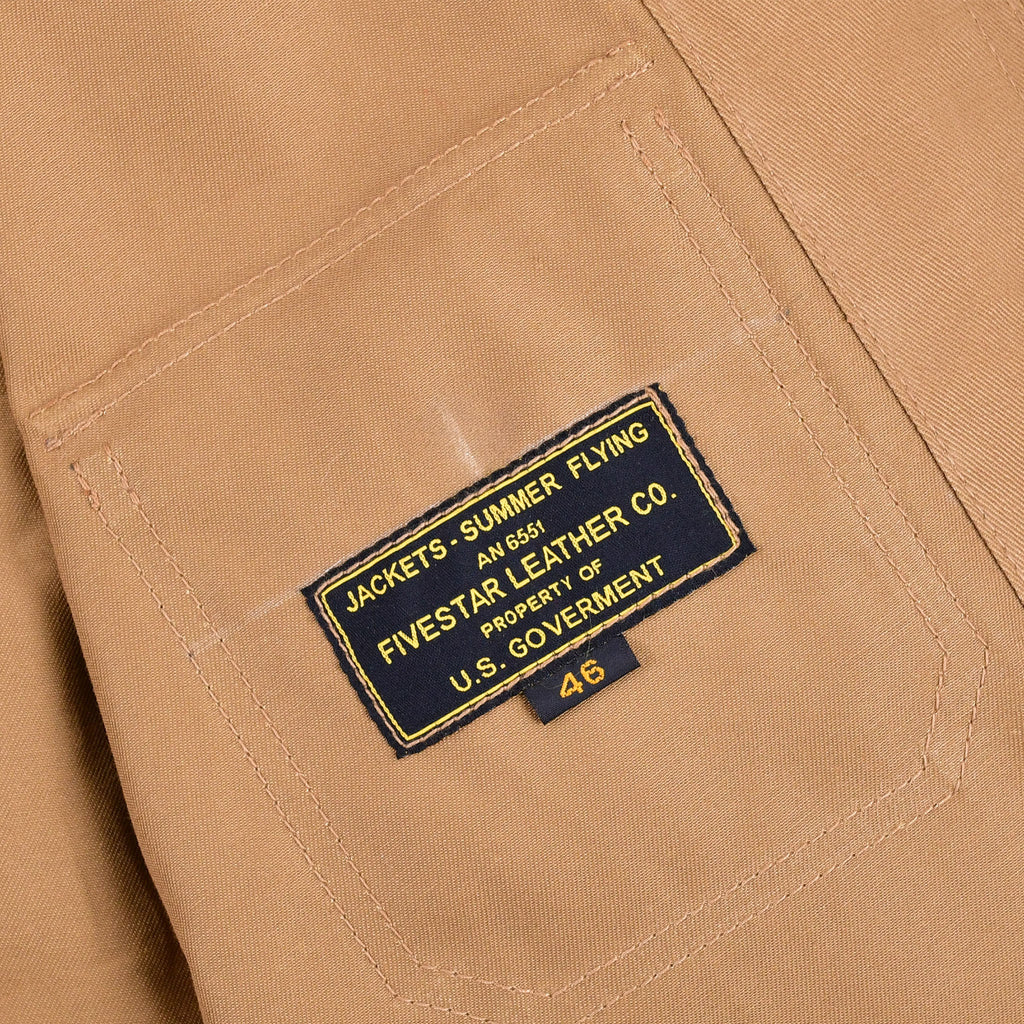 JACKETS - SUMMER FLYING
AN 6551
FIVESTAR LEATHER CO.
PROPERTY OF
U.S. GOVERMENT
46